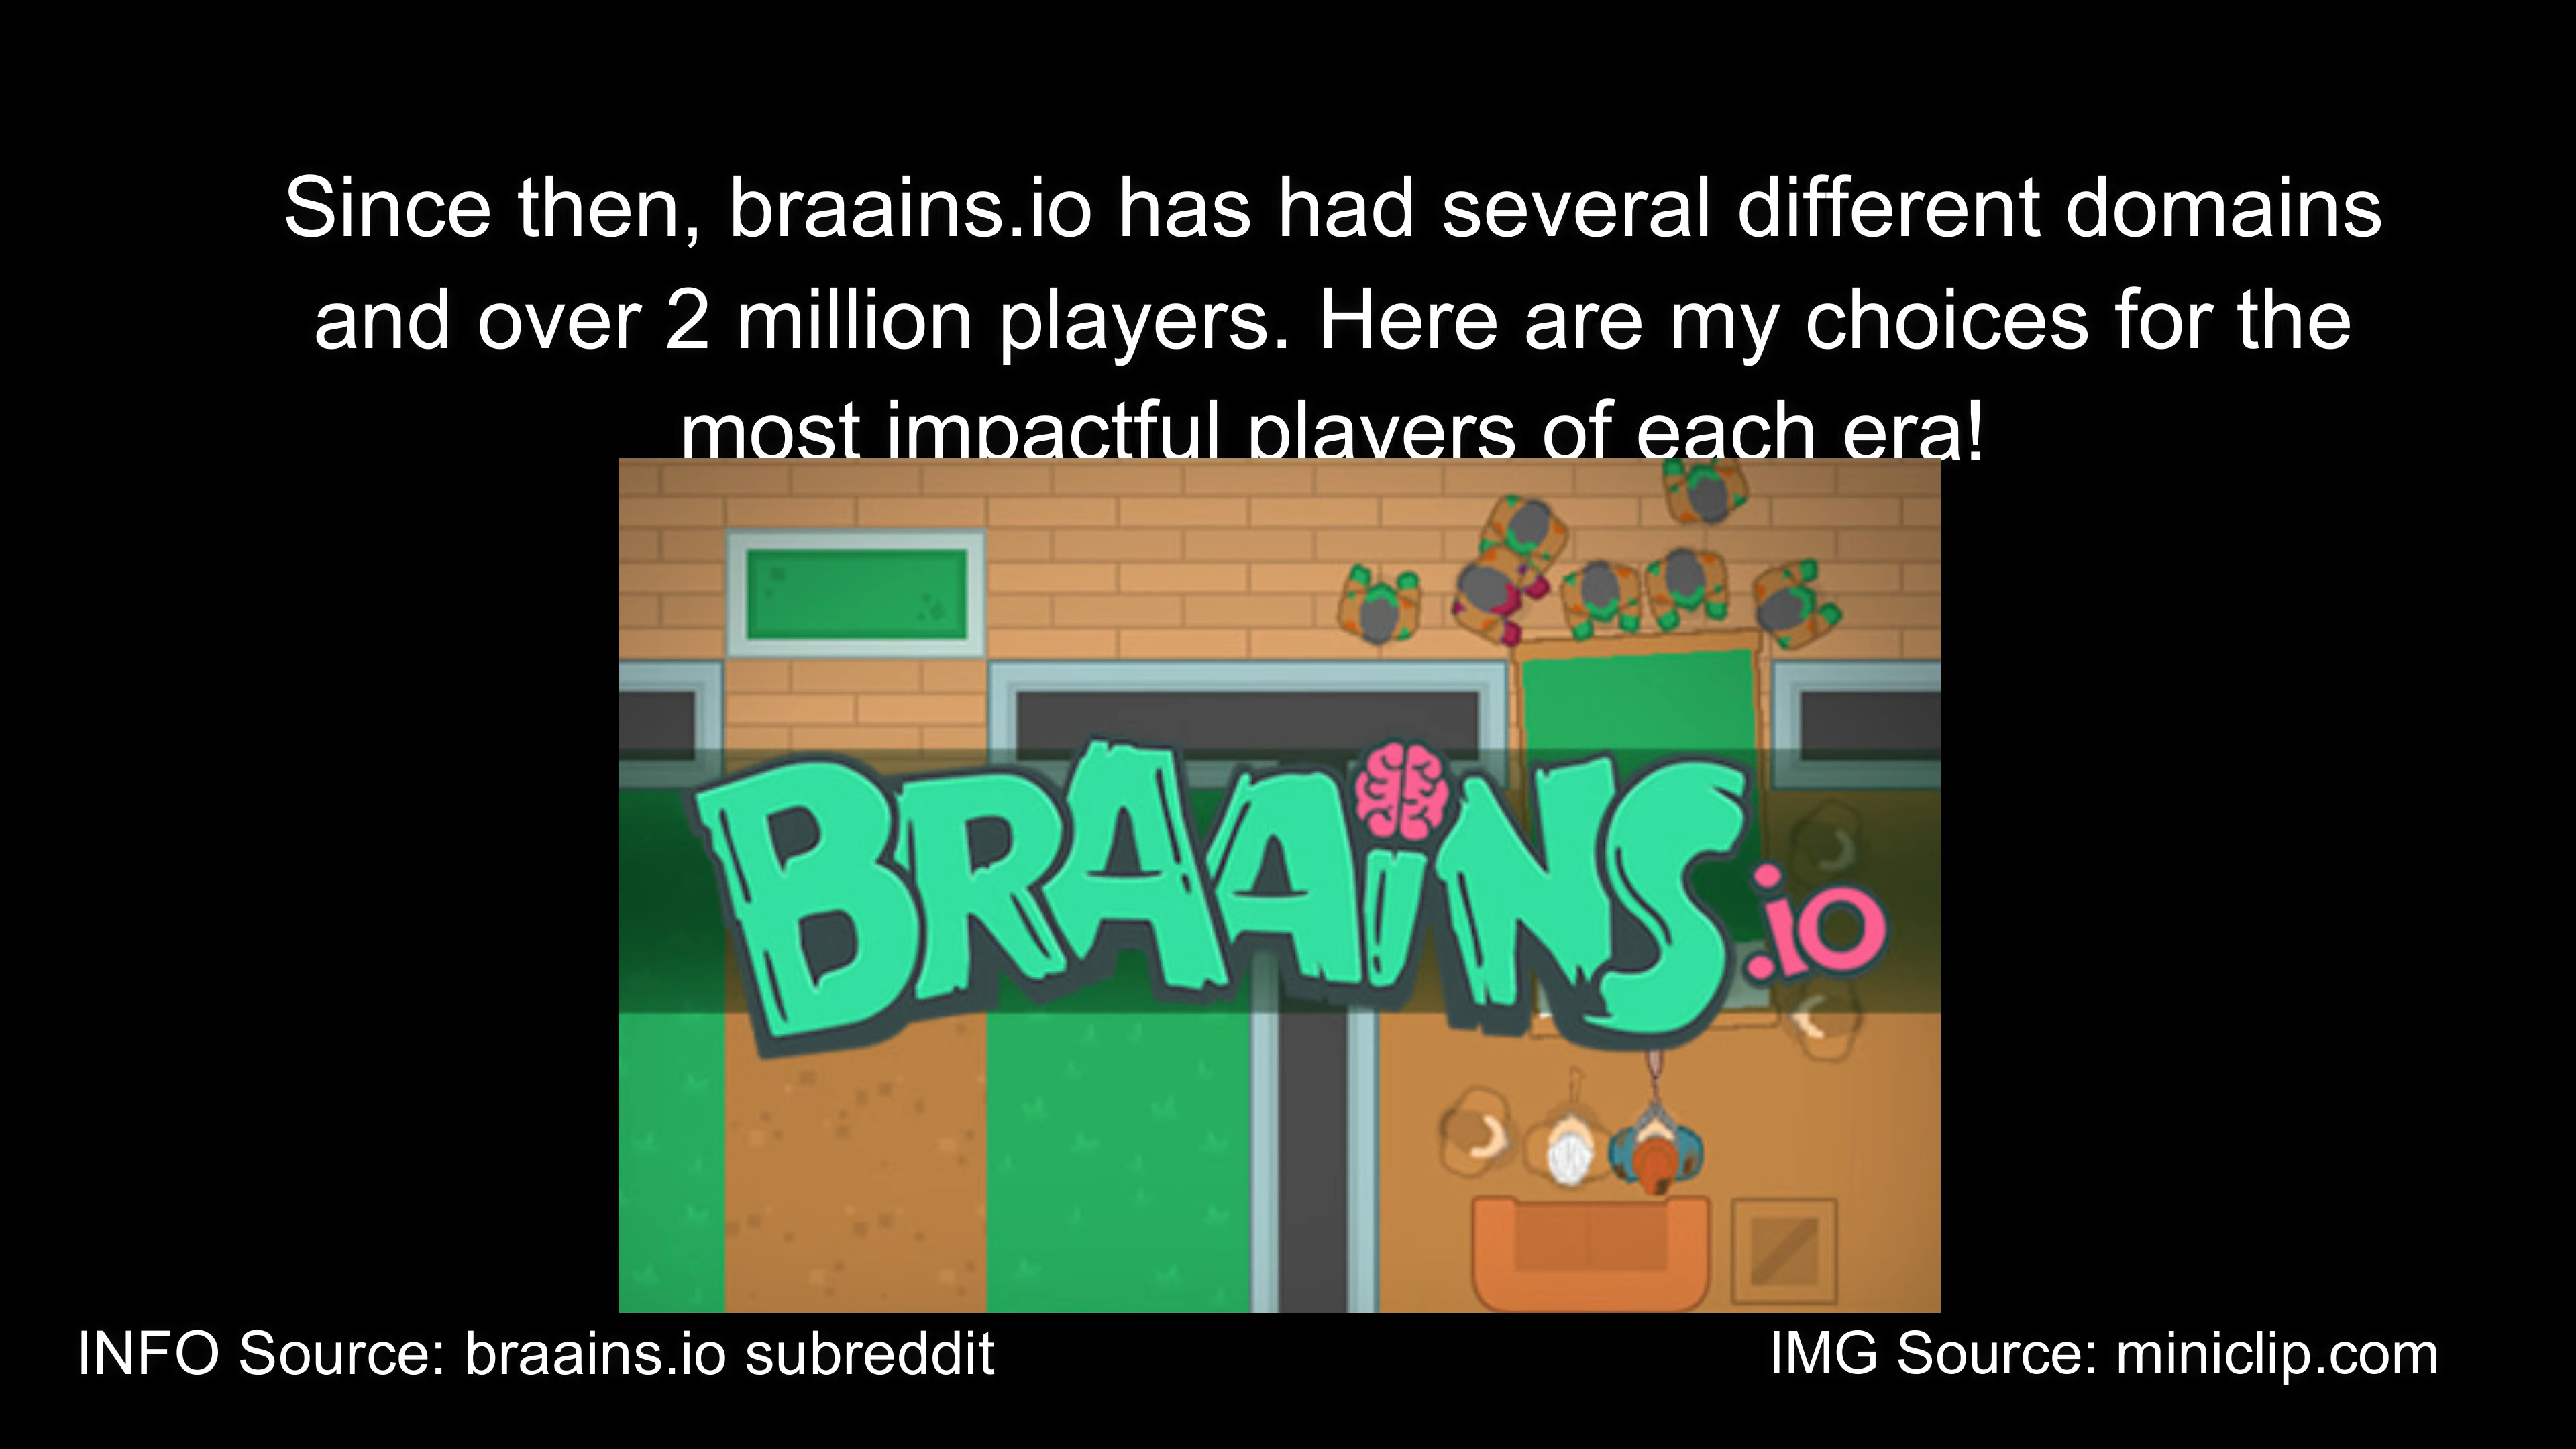 Since then, braains.io has had several different domains
and over 2 million players. Here are my choices for the
most impactful players of each era!
BRAAiNS.io
INFO Source: braains.io subreddit
IMG Source: miniclip.com